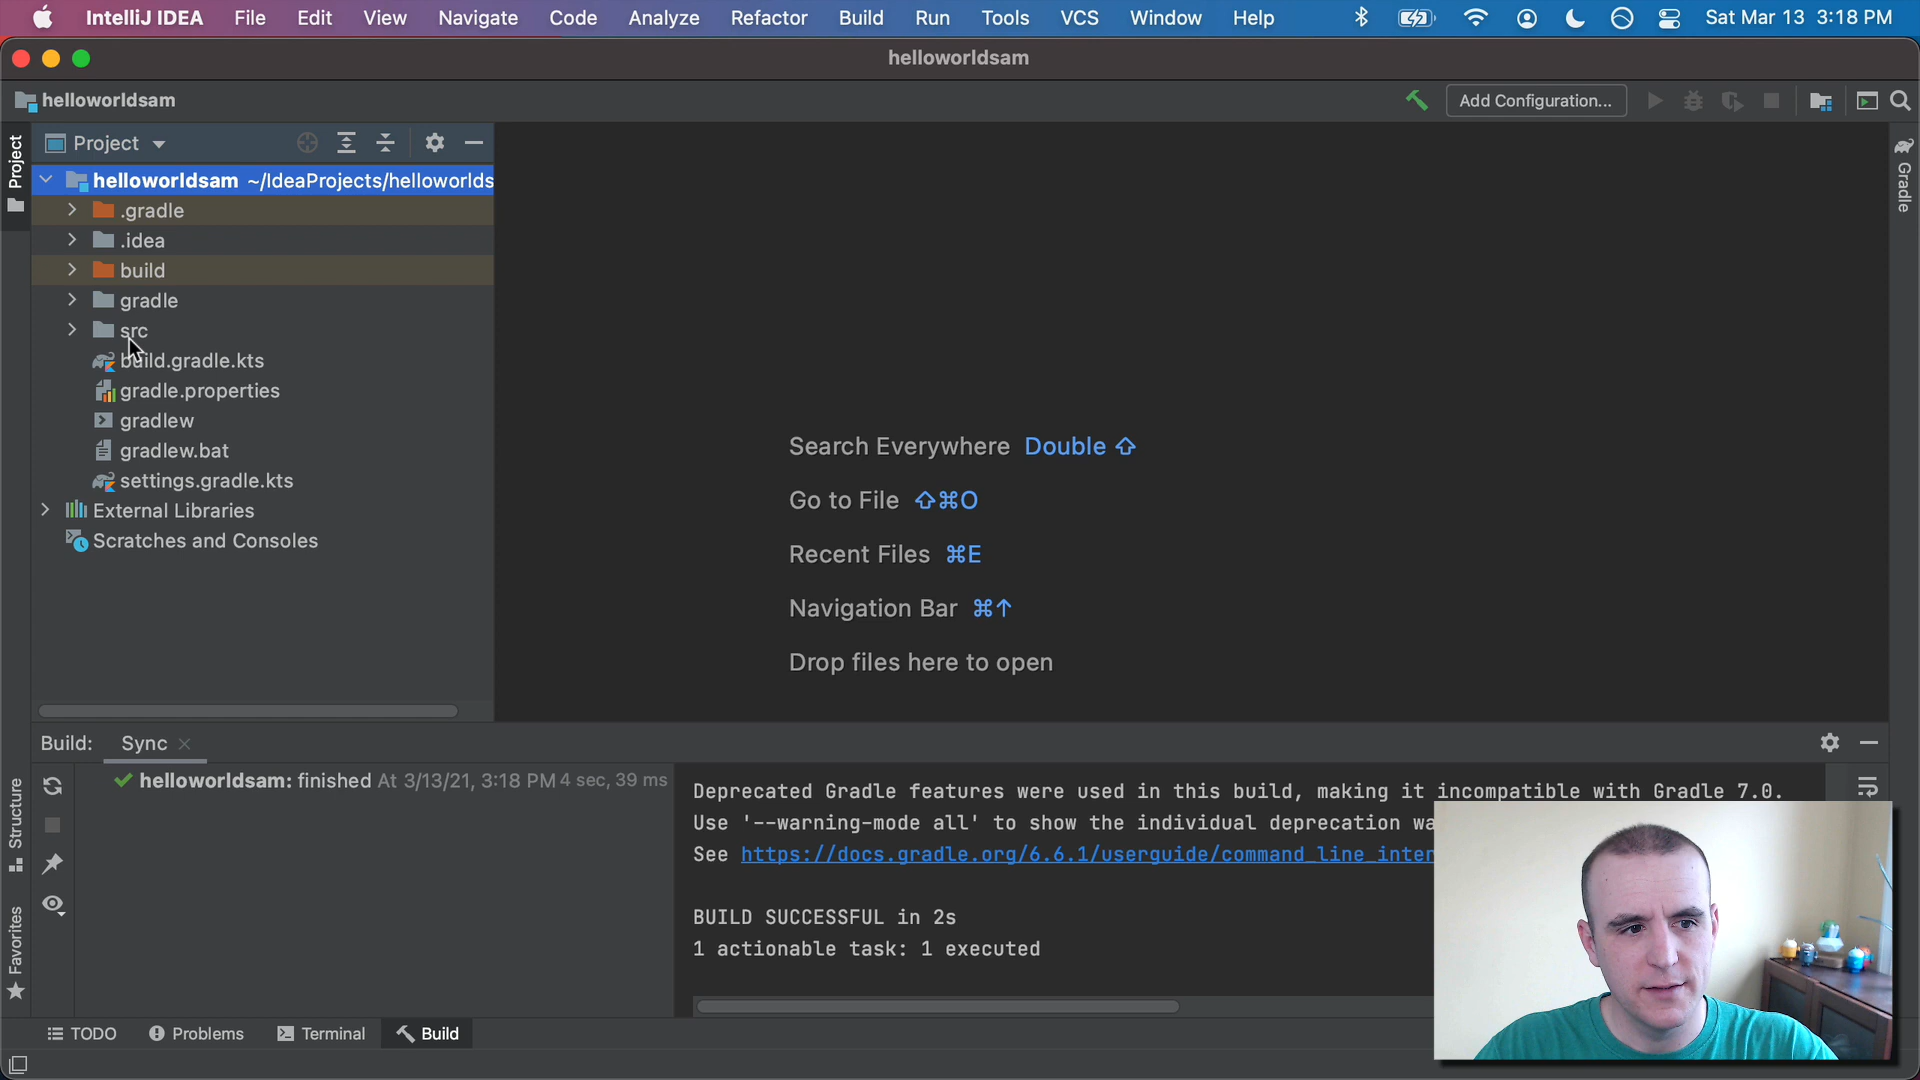 IntelliJ IDEA File Edit View Navigate Code Analyze Refactor Build Run Tools VCS Window Help Sat Mar 13 3:18 PM
helloworldsam
helloworldsam Add Configuration...
Project
Project
helloworldsam ~/IdeaProjects/helloworlds
.gradle
.idea
build
gradle
src
build.gradle.kts
gradle.properties
gradlew
gradlew.bat
settings.gradle.kts
External Libraries
Scratches and Consoles
Gradle
Search Everywhere Double ⇧
Go to File ⇧⌘O
Recent Files ⌘E
Navigation Bar ⌘↑
Drop files here to open
Build: Sync
helloworldsam: finished At 3/13/21, 3:18 PM 4 sec, 39 ms
Deprecated Gradle features were used in this build, making it incompatible with Gradle 7.0.
Use '--warning-mode all' to show the individual deprecation wa
See https://docs.gradle.org/6.6.1/userguide/command_line_inter
BUILD SUCCESSFUL in 2s
1 actionable task: 1 executed
Structure
Favorites
TODO Problems Terminal Build